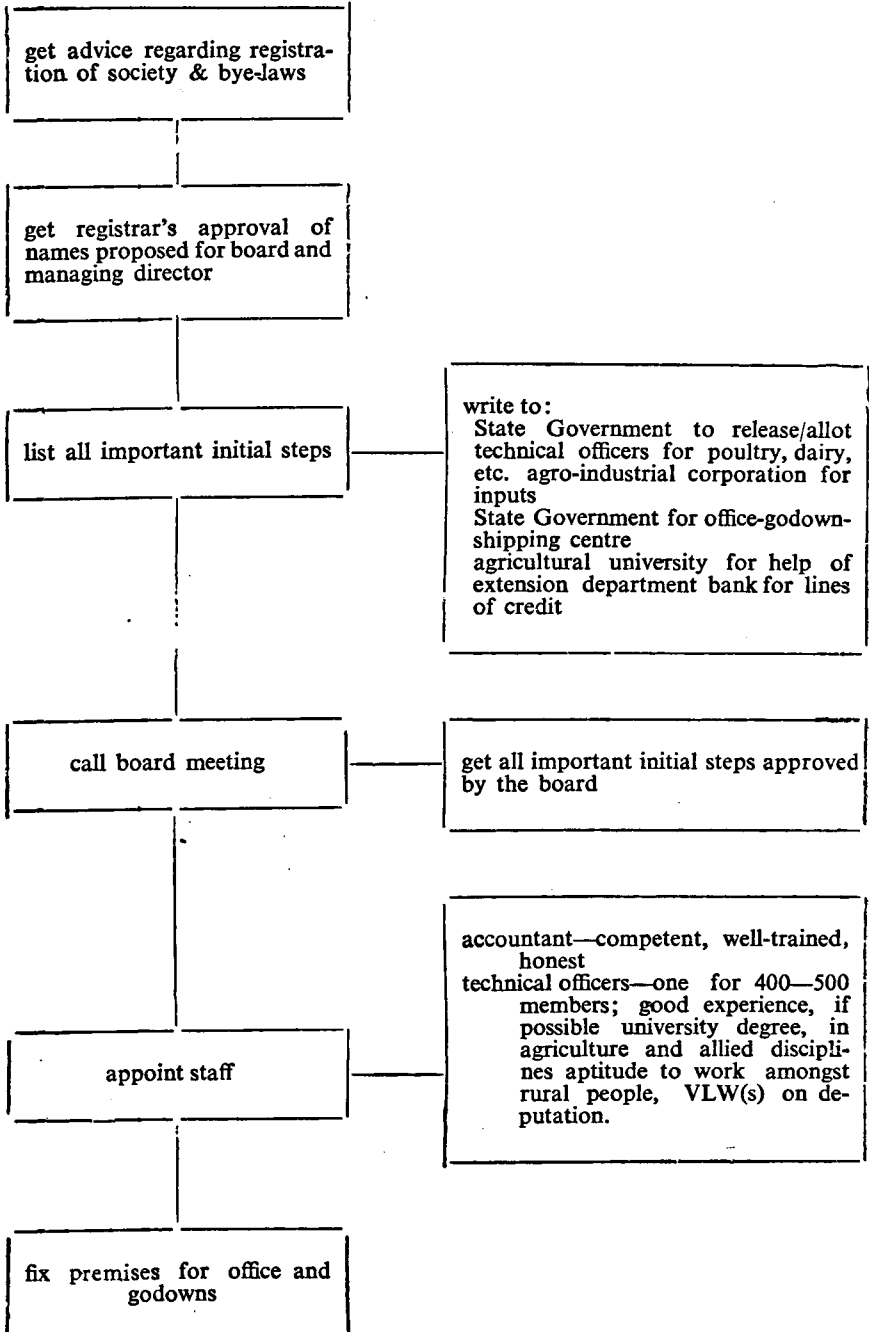 get advice regarding registra-
tion of society & bye-laws
get registrar's approval of
names proposed for board and
managing director
list all important initial steps
write to:
State Government to release/allot
technical officers for poultry, dairy,
etc. agro-industrial corporation for
inputs
State Government for office-godown-
shipping centre
agricultural university for help of
extension department bank for lines
of credit
call board meeting
get all important initial steps approved
by the board
appoint staff
accountant—competent, well-trained,
honest
technical officers—one for 400—500
members; good experience, if
possible university degree, in
agriculture and allied discipli-
nes aptitude to work amongst
rural people, VLW(s) on de-
putation.
fix premises for office and
godowns